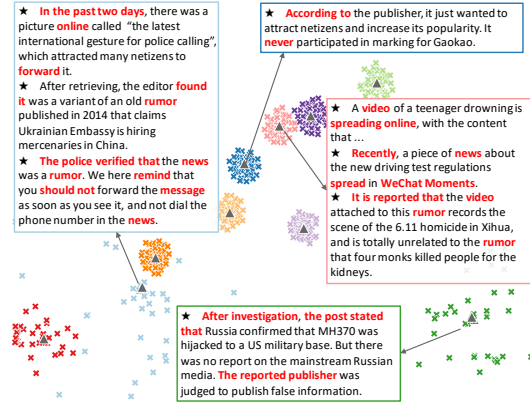 ★ In the past two days, there was a
picture online called “the latest
international gesture for police calling”,
which attracted many netizens to
forward it.
★ After retrieving, the editor found
it was a variant of an old rumor
published in 2014 that claims
Ukrainian Embassy is hiring
mercenaries in China.
★ The police verified that the news
was a rumor. We here remind that
you should not forward the message
as soon as you see it, and not dial the
phone number in the news.
★ According to the publisher, it just wanted to
attract netizens and increase its popularity. It
never participated in marking for Gaokao.
★ A video of a teenager drowning is
spreading online, with the content
that ...
★ Recently, a piece of news about
the new driving test regulations
spread in WeChat Moments.
★ It is reported that the video
attached to this rumor records the
scene of the 6.11 homicide in Xihua,
and is totally unrelated to the rumor
that four monks killed people for the
kidneys.
★ After investigation, the post stated
that Russia confirmed that MH370 was
hijacked to a US military base. But there
was no report on the mainstream Russian
media. The reported publisher was
judged to publish false information.